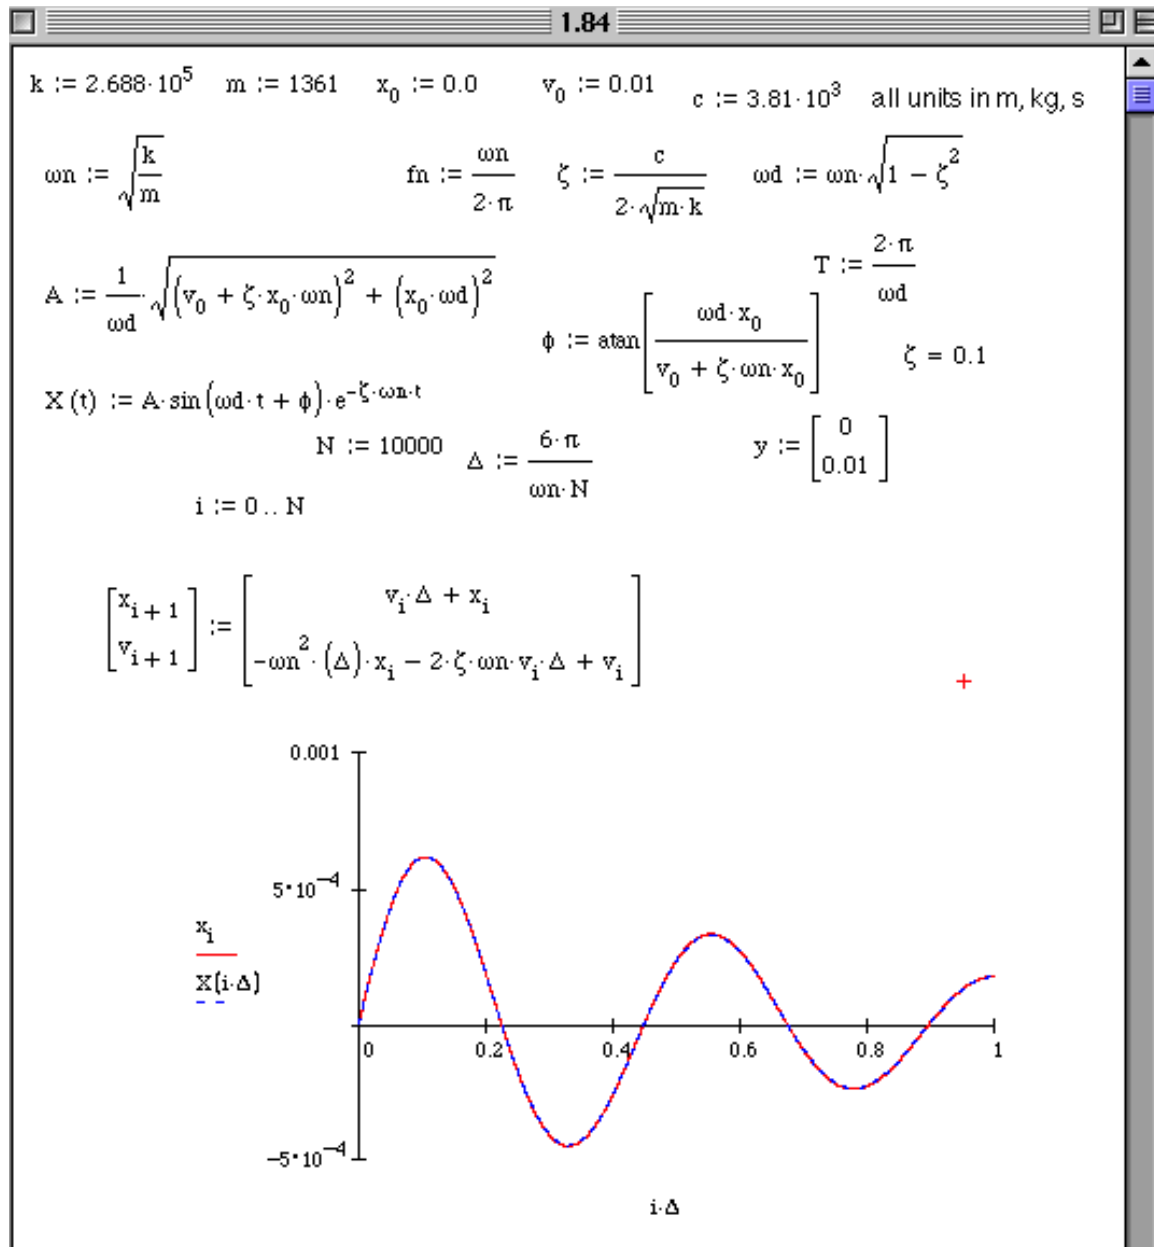 1.84
k := 2.688·10^5 m := 1361 x_0 := 0.0 v_0 := 0.01 c := 3.81·10^3 all units in m, kg, s
ωn := √(k/m) fn := ωn/(2·π) ζ := c/(2·√(m·k)) ωd := ωn·√(1 − ζ^2)
A := 1/ωd·√((v_0 + ζ·x_0·ωn)^2 + (x_0·ωd)^2) T := 2·π/ωd
ϕ := atan[ωd·x_0/(v_0 + ζ·ωn·x_0)] ζ = 0.1
X(t) := A·sin(ωd·t + ϕ)·e^(−ζ·ωn·t)
N := 10000 Δ := 6·π/(ωn·N) y := [0 0.01]
i := 0 .. N
[x_(i + 1) v_(i + 1)] := [v_i·Δ + x_i −ωn^2·(Δ)·x_i − 2·ζ·ωn·v_i·Δ + v_i]
0.001
5·10^−4
x_i
X(i·Δ)
0 0.2 0.4 0.6 0.8 1
−5·10^−4
i·Δ